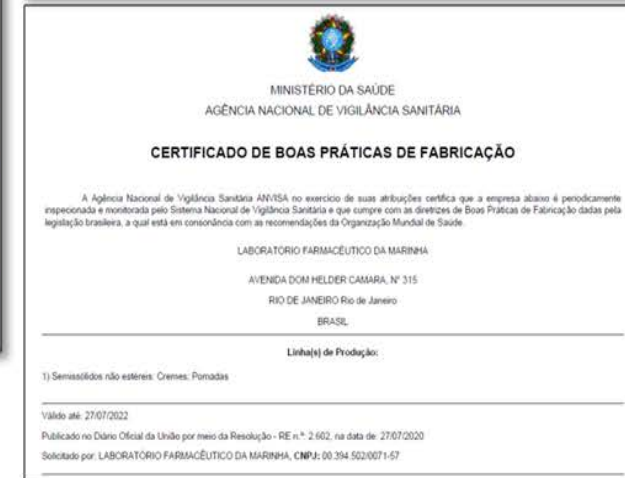 MINISTÉRIO DA SAÚDE
AGÊNCIA NACIONAL DE VIGILÂNCIA SANITÁRIA
CERTIFICADO DE BOAS PRÁTICAS DE FABRICAÇÃO
A Agência Nacional de Vigilância Sanitária ANVISA no exercício de suas atribuições certifica que a empresa abaixo é periodicamente
inspecionada e monitorada pelo Sistema Nacional de Vigilância Sanitária e que cumpre com as diretrizes de Boas Práticas de Fabricação dadas pela
legislação brasileira, a qual está em consonância com as recomendações da Organização Mundial de Saúde.
LABORATÓRIO FARMACÊUTICO DA MARINHA
AVENIDA DOM HELDER CAMARA, N° 315
RIO DE JANEIRO Rio de Janeiro
BRASIL
Linha(s) de Produção:
1) Semissólidos não estéreis: Cremes; Pomadas
Válido até: 27/07/2022
Publicado no Diário Oficial da União por meio da Resolução - RE n.º: 2.602, na data de: 27/07/2020
Solicitado por: LABORATÓRIO FARMACÊUTICO DA MARINHA, CNPJ: 00.394.502/0071-57